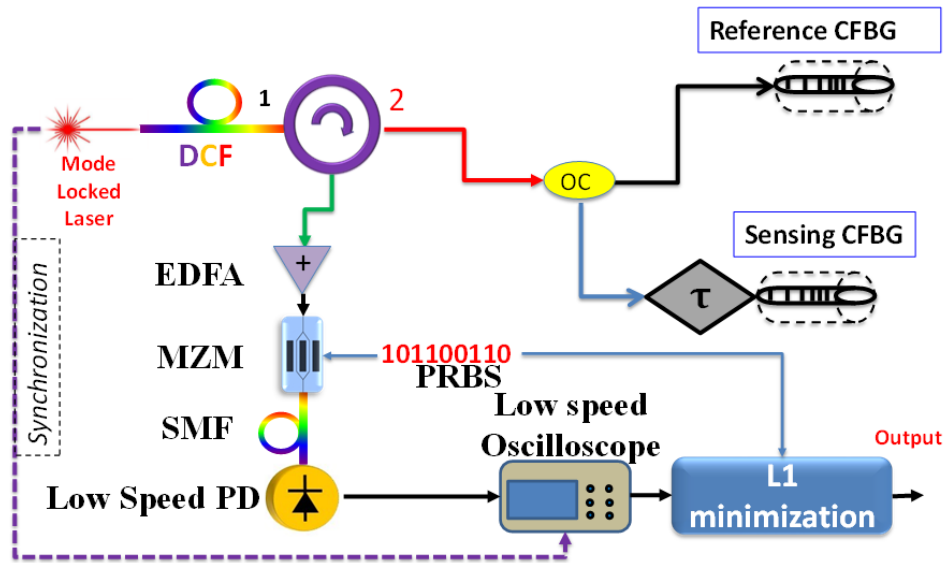 Reference CFBG
1
2
DCF
Mode
Locked
Laser
OC
Sensing CFBG
τ
Synchronization
EDFA
+
MZM
101100110
PRBS
SMF
Low speed
Oscilloscope
Output
Low Speed PD
L1
minimization